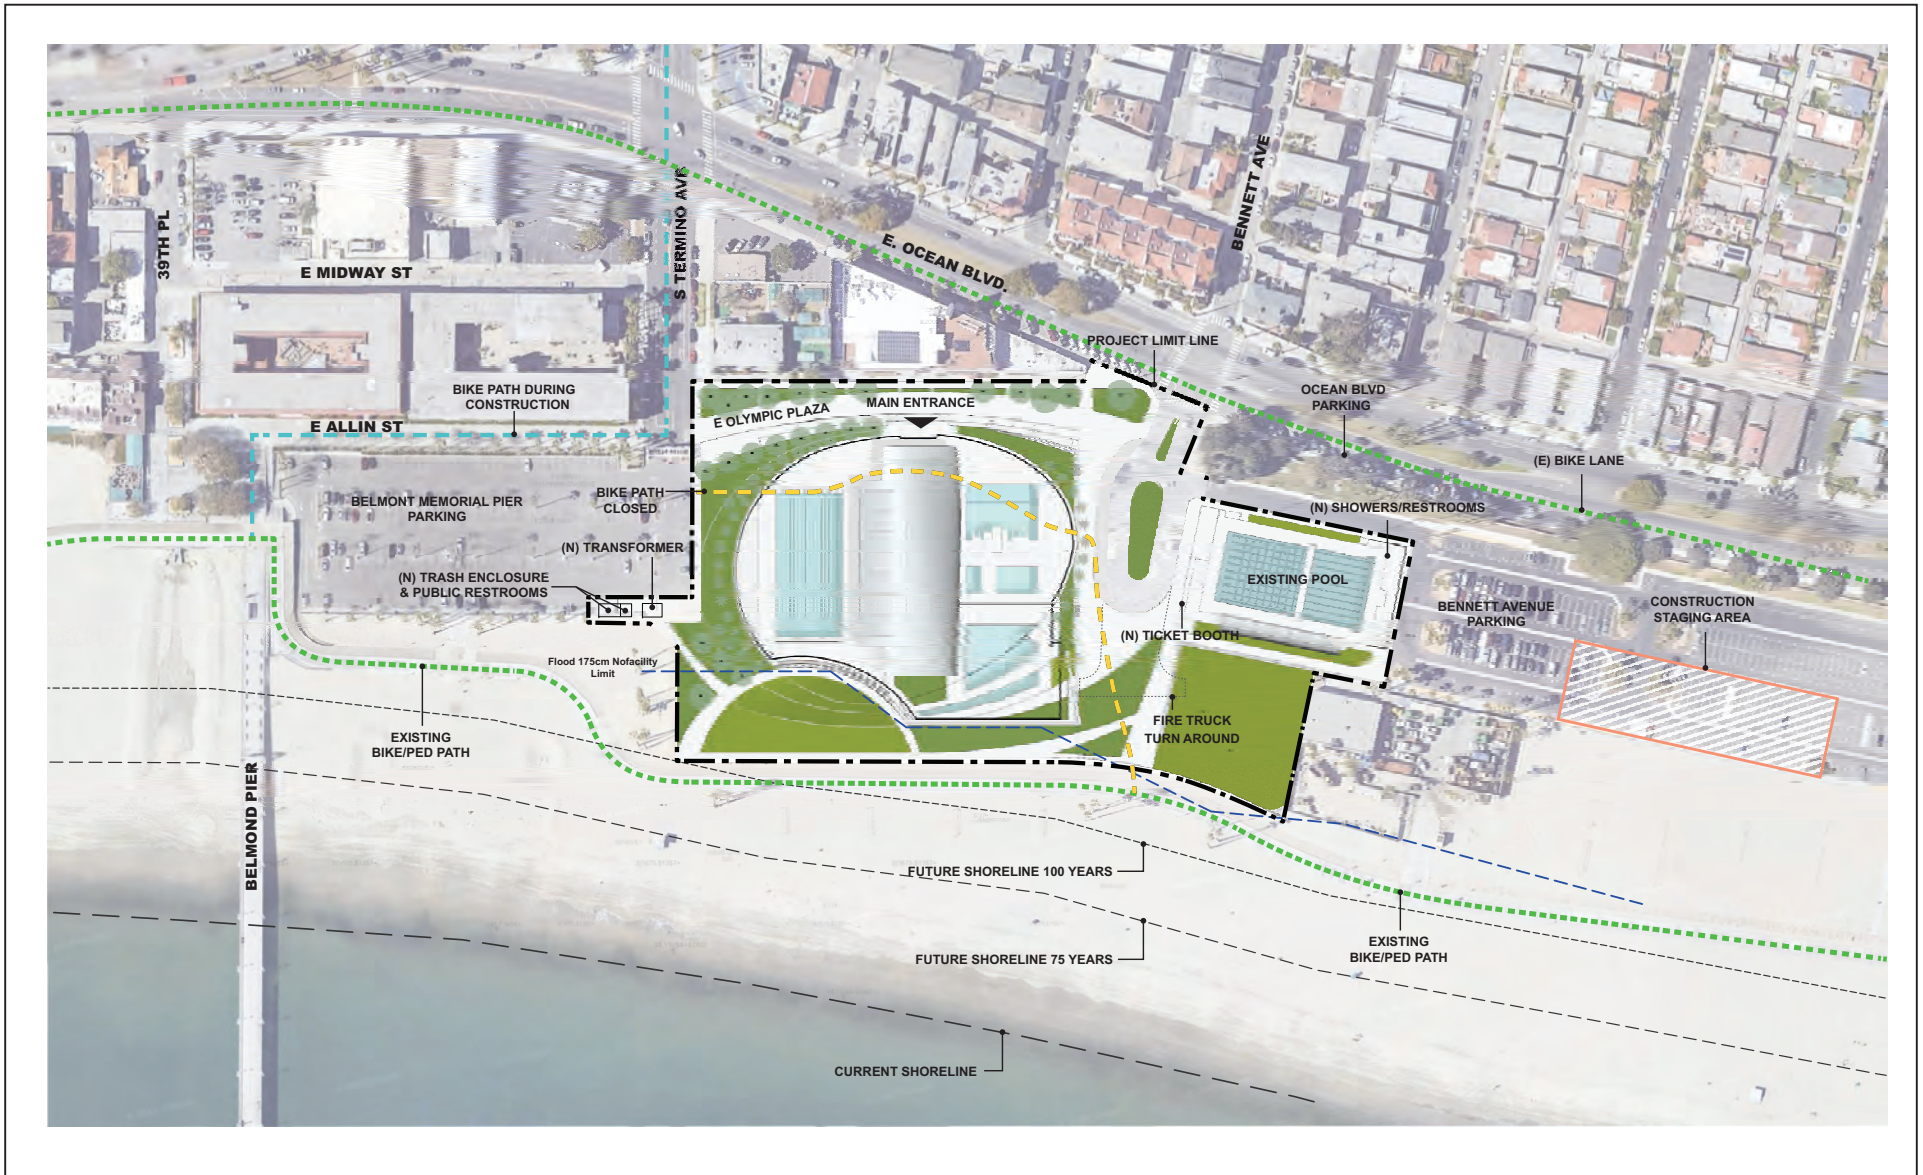 BENNETT AVE
S TERMINO AVE
39TH PL
E. OCEAN BLVD.
E MIDWAY ST
PROJECT LIMIT LINE
BIKE PATH DURING
CONSTRUCTION
OCEAN BLVD
PARKING
MAIN ENTRANCE
E OLYMPIC PLAZA
E ALLIN ST
(E) BIKE LANE
BIKE PATH
CLOSED
BELMONT MEMORIAL PIER
PARKING
(N) SHOWERS/RESTROOMS
(N) TRANSFORMER
(N) TRASH ENCLOSURE
& PUBLIC RESTROOMS
EXISTING POOL
BENNETT AVENUE
PARKING
CONSTRUCTION
STAGING AREA
(N) TICKET BOOTH
Flood 175cm Nofacility
Limit
FIRE TRUCK
TURN AROUND
EXISTING
BIKE/PED PATH
BELMOND PIER
FUTURE SHORELINE 100 YEARS
EXISTING
BIKE/PED PATH
FUTURE SHORELINE 75 YEARS
CURRENT SHORELINE